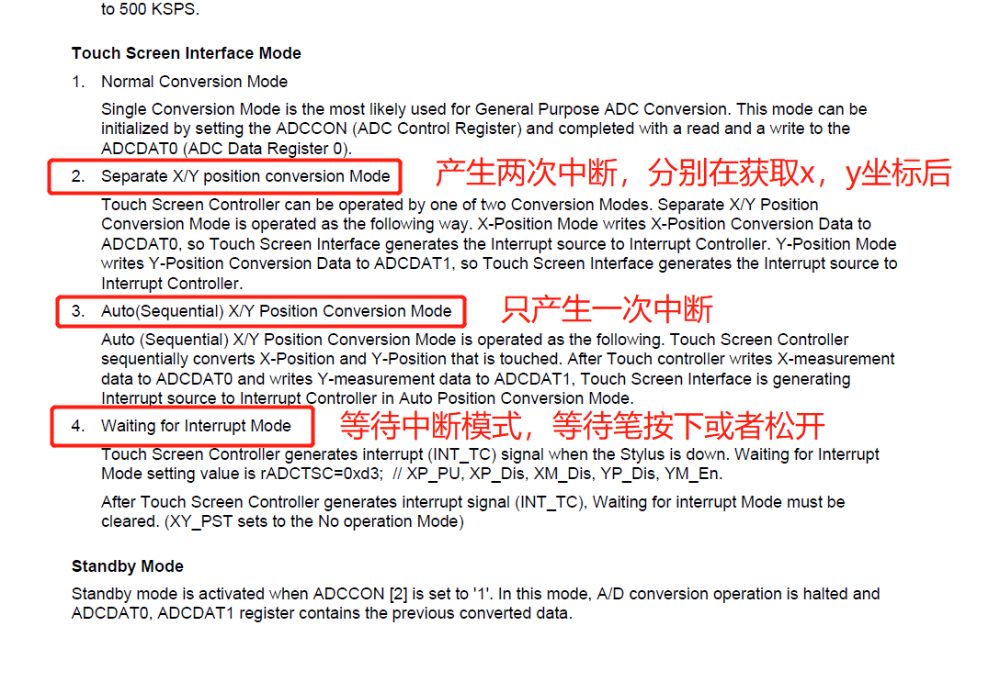 to 500 KSPS.
Touch Screen Interface Mode
1. Normal Conversion Mode
Single Conversion Mode is the most likely used for General Purpose ADC Conversion. This mode can be
initialized by setting the ADCCON (ADC Control Register) and completed with a read and a write to the
ADCDAT0 (ADC Data Register 0).
2. Separate X/Y position conversion Mode 产生两次中断，分别在获取x，y坐标后
Touch Screen Controller can be operated by one of two Conversion Modes. Separate X/Y Position
Conversion Mode is operated as the following way. X-Position Mode writes X-Position Conversion Data to
ADCDAT0, so Touch Screen Interface generates the Interrupt source to Interrupt Controller. Y-Position Mode
writes Y-Position Conversion Data to ADCDAT1, so Touch Screen Interface generates the Interrupt source to
Interrupt Controller.
3. Auto(Sequential) X/Y Position Conversion Mode 只产生一次中断
Auto (Sequential) X/Y Position Conversion Mode is operated as the following. Touch Screen Controller
sequentially converts X-Position and Y-Position that is touched. After Touch controller writes X-measurement
data to ADCDAT0 and writes Y-measurement data to ADCDAT1, Touch Screen Interface is generating
Interrupt source to Interrupt Controller in Auto Position Conversion Mode.
4. Waiting for Interrupt Mode 等待中断模式，等待笔按下或者松开
Touch Screen Controller generates interrupt (INT_TC) signal when the Stylus is down. Waiting for Interrupt
Mode setting value is rADCTSC=0xd3; // XP_PU, XP_Dis, XM_Dis, YP_Dis, YM_En.
After Touch Screen Controller generates interrupt signal (INT_TC), Waiting for interrupt Mode must be
cleared. (XY_PST sets to the No operation Mode)
Standby Mode
Standby mode is activated when ADCCON [2] is set to '1'. In this mode, A/D conversion operation is halted and
ADCDAT0, ADCDAT1 register contains the previous converted data.